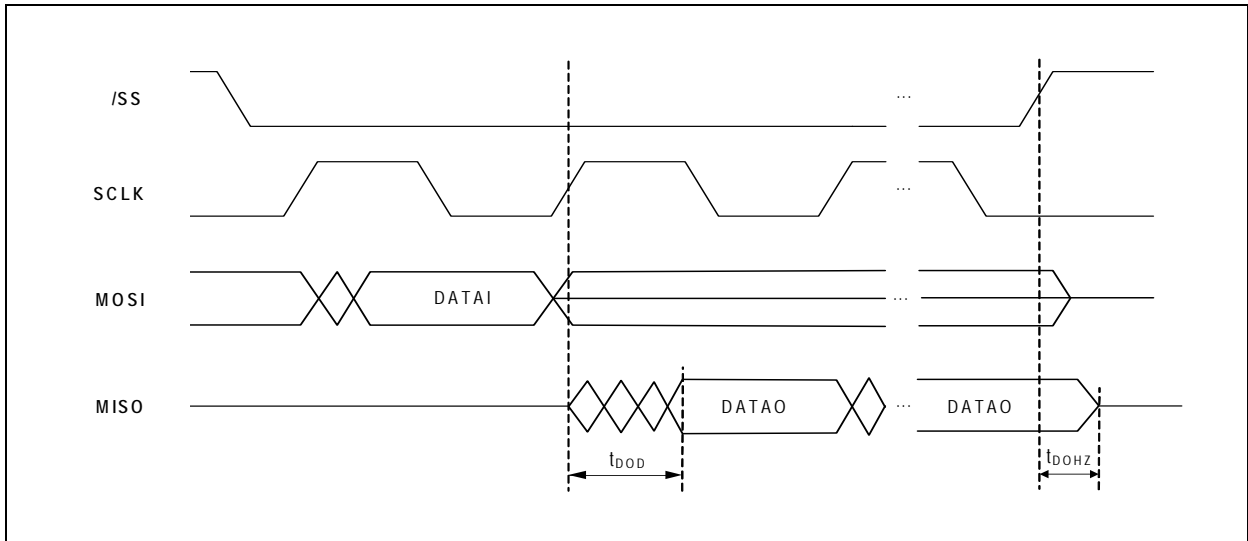 /SS
...
SCLK
...
MOSI
DATAI
...
MISO
DATAO
...
DATAO
tDOD
tDOHZ